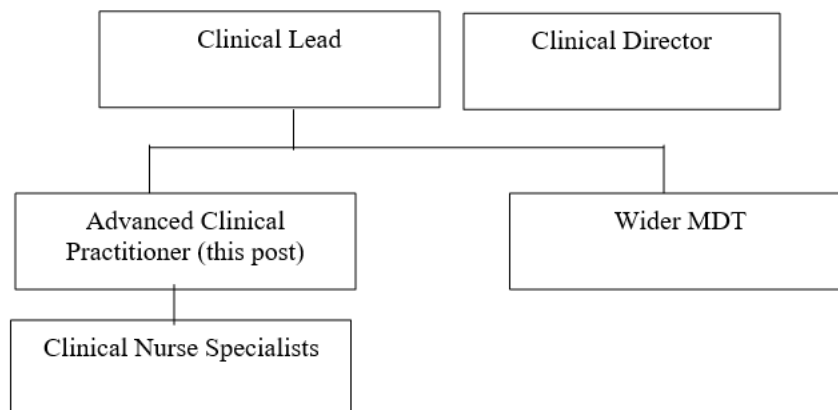 Clinical Lead
Clinical Director
Advanced Clinical
Practitioner (this post)
Wider MDT
Clinical Nurse Specialists